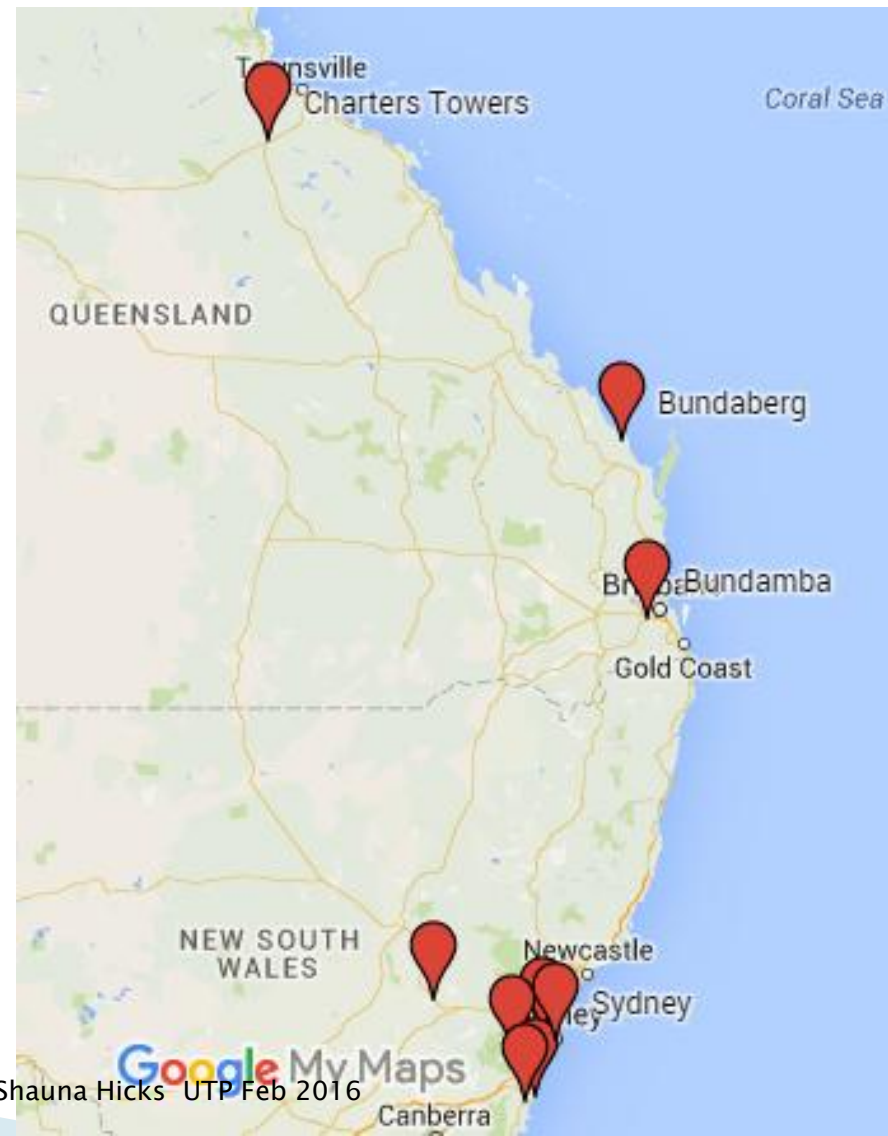 Charters Towers
Coral Sea
QUEENSLAND
Bundaberg
Bundamba
Gold Coast
NEW SOUTH
WALES
Newcastle
Sydney
Google My Maps
Shauna Hicks UTP Feb 2016
Canberra